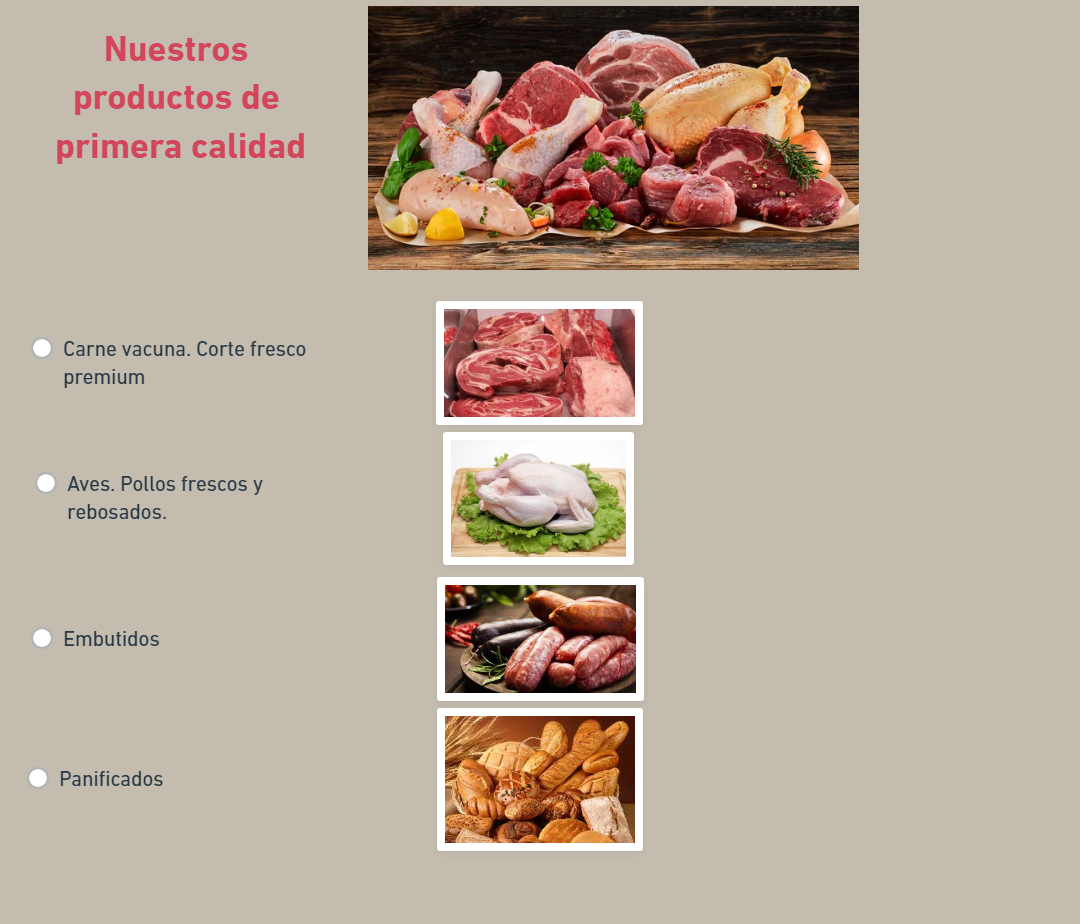 Nuestros
productos de
primera calidad
Carne vacuna. Corte fresco
premium
Aves. Pollos frescos y
rebosados.
Embutidos
Panificados